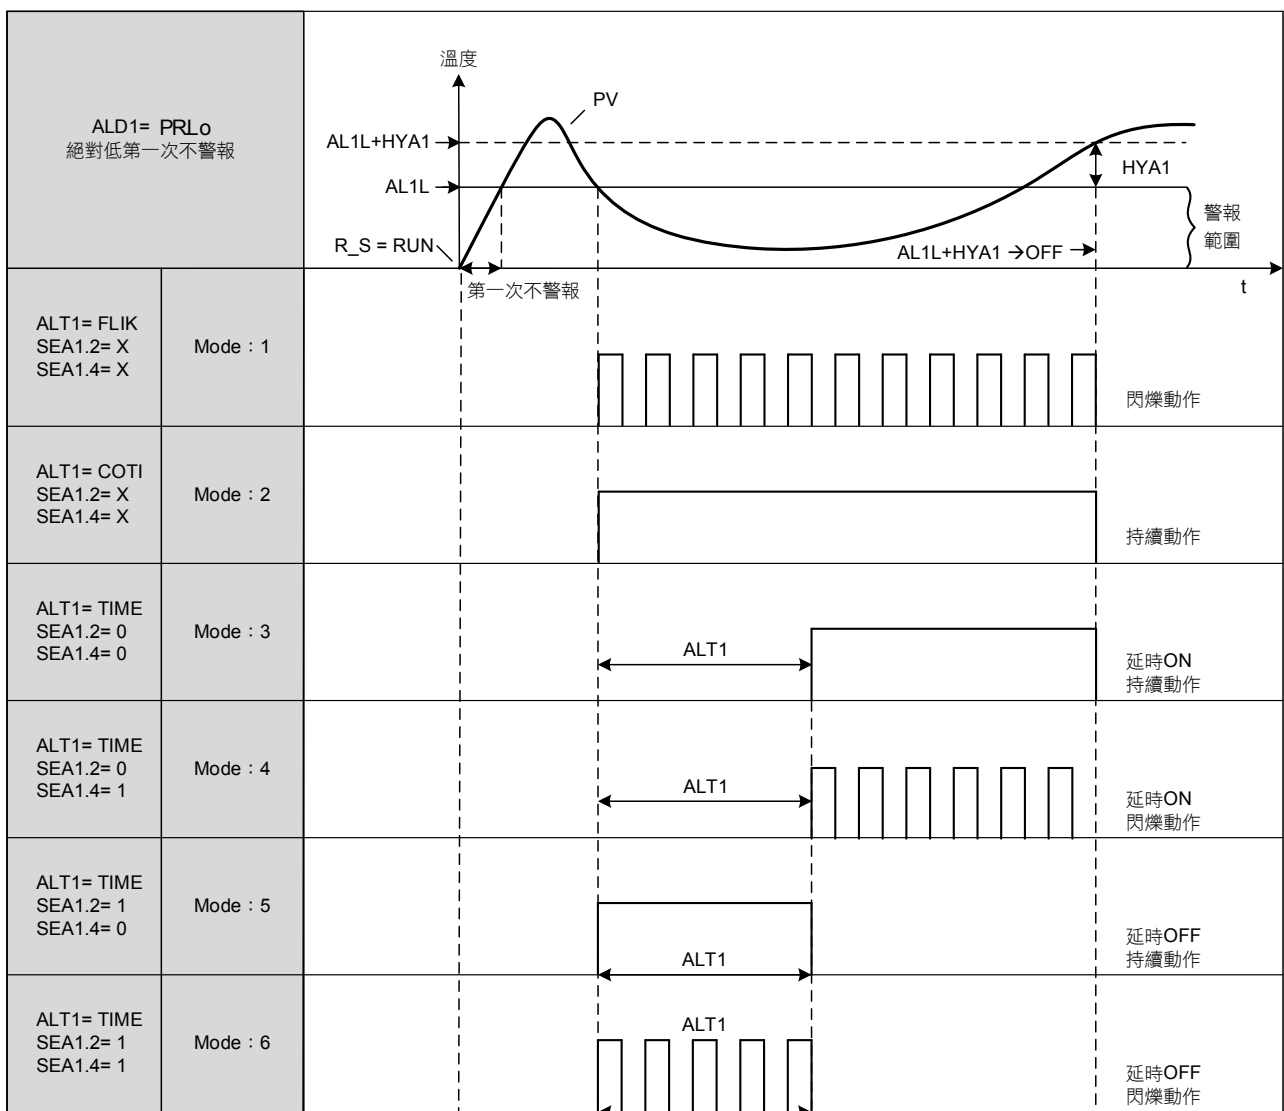 ALD1= PRLo
絕對低第一次不警報
溫度
PV
AL1L+HYA1
AL1L
HYA1
警報
範圍
R_S = RUN
AL1L+HYA1→OFF
t
第一次不警報
ALT1= FLIK
SEA1.2= X
SEA1.4= X
Mode：1
閃爍動作
ALT1= COTI
SEA1.2= X
SEA1.4= X
Mode：2
持續動作
ALT1= TIME
SEA1.2= 0
SEA1.4= 0
Mode：3
ALT1
延時ON
持續動作
ALT1= TIME
SEA1.2= 0
SEA1.4= 1
Mode：4
ALT1
延時ON
閃爍動作
ALT1= TIME
SEA1.2= 1
SEA1.4= 0
Mode：5
ALT1
延時OFF
持續動作
ALT1= TIME
SEA1.2= 1
SEA1.4= 1
Mode：6
ALT1
延時OFF
閃爍動作